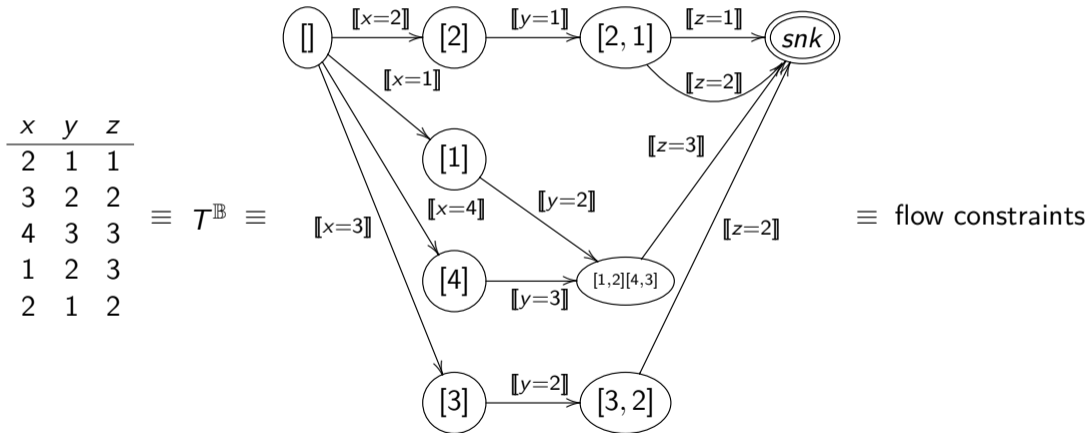 [] ⟦x=2⟧ [2] ⟦y=1⟧ [2, 1] ⟦z=1⟧ snk
⟦x=1⟧ ⟦z=2⟧
x y z
2 1 1
3 2 2
4 3 3
1 2 3
2 1 2
≡ T^𝔹 ≡
[1] ⟦z=3⟧
⟦x=4⟧ ⟦y=2⟧
⟦x=3⟧ ⟦z=2⟧
≡ flow constraints
[4] ⟦y=3⟧ [1,2][4,3]
[3] ⟦y=2⟧ [3, 2]